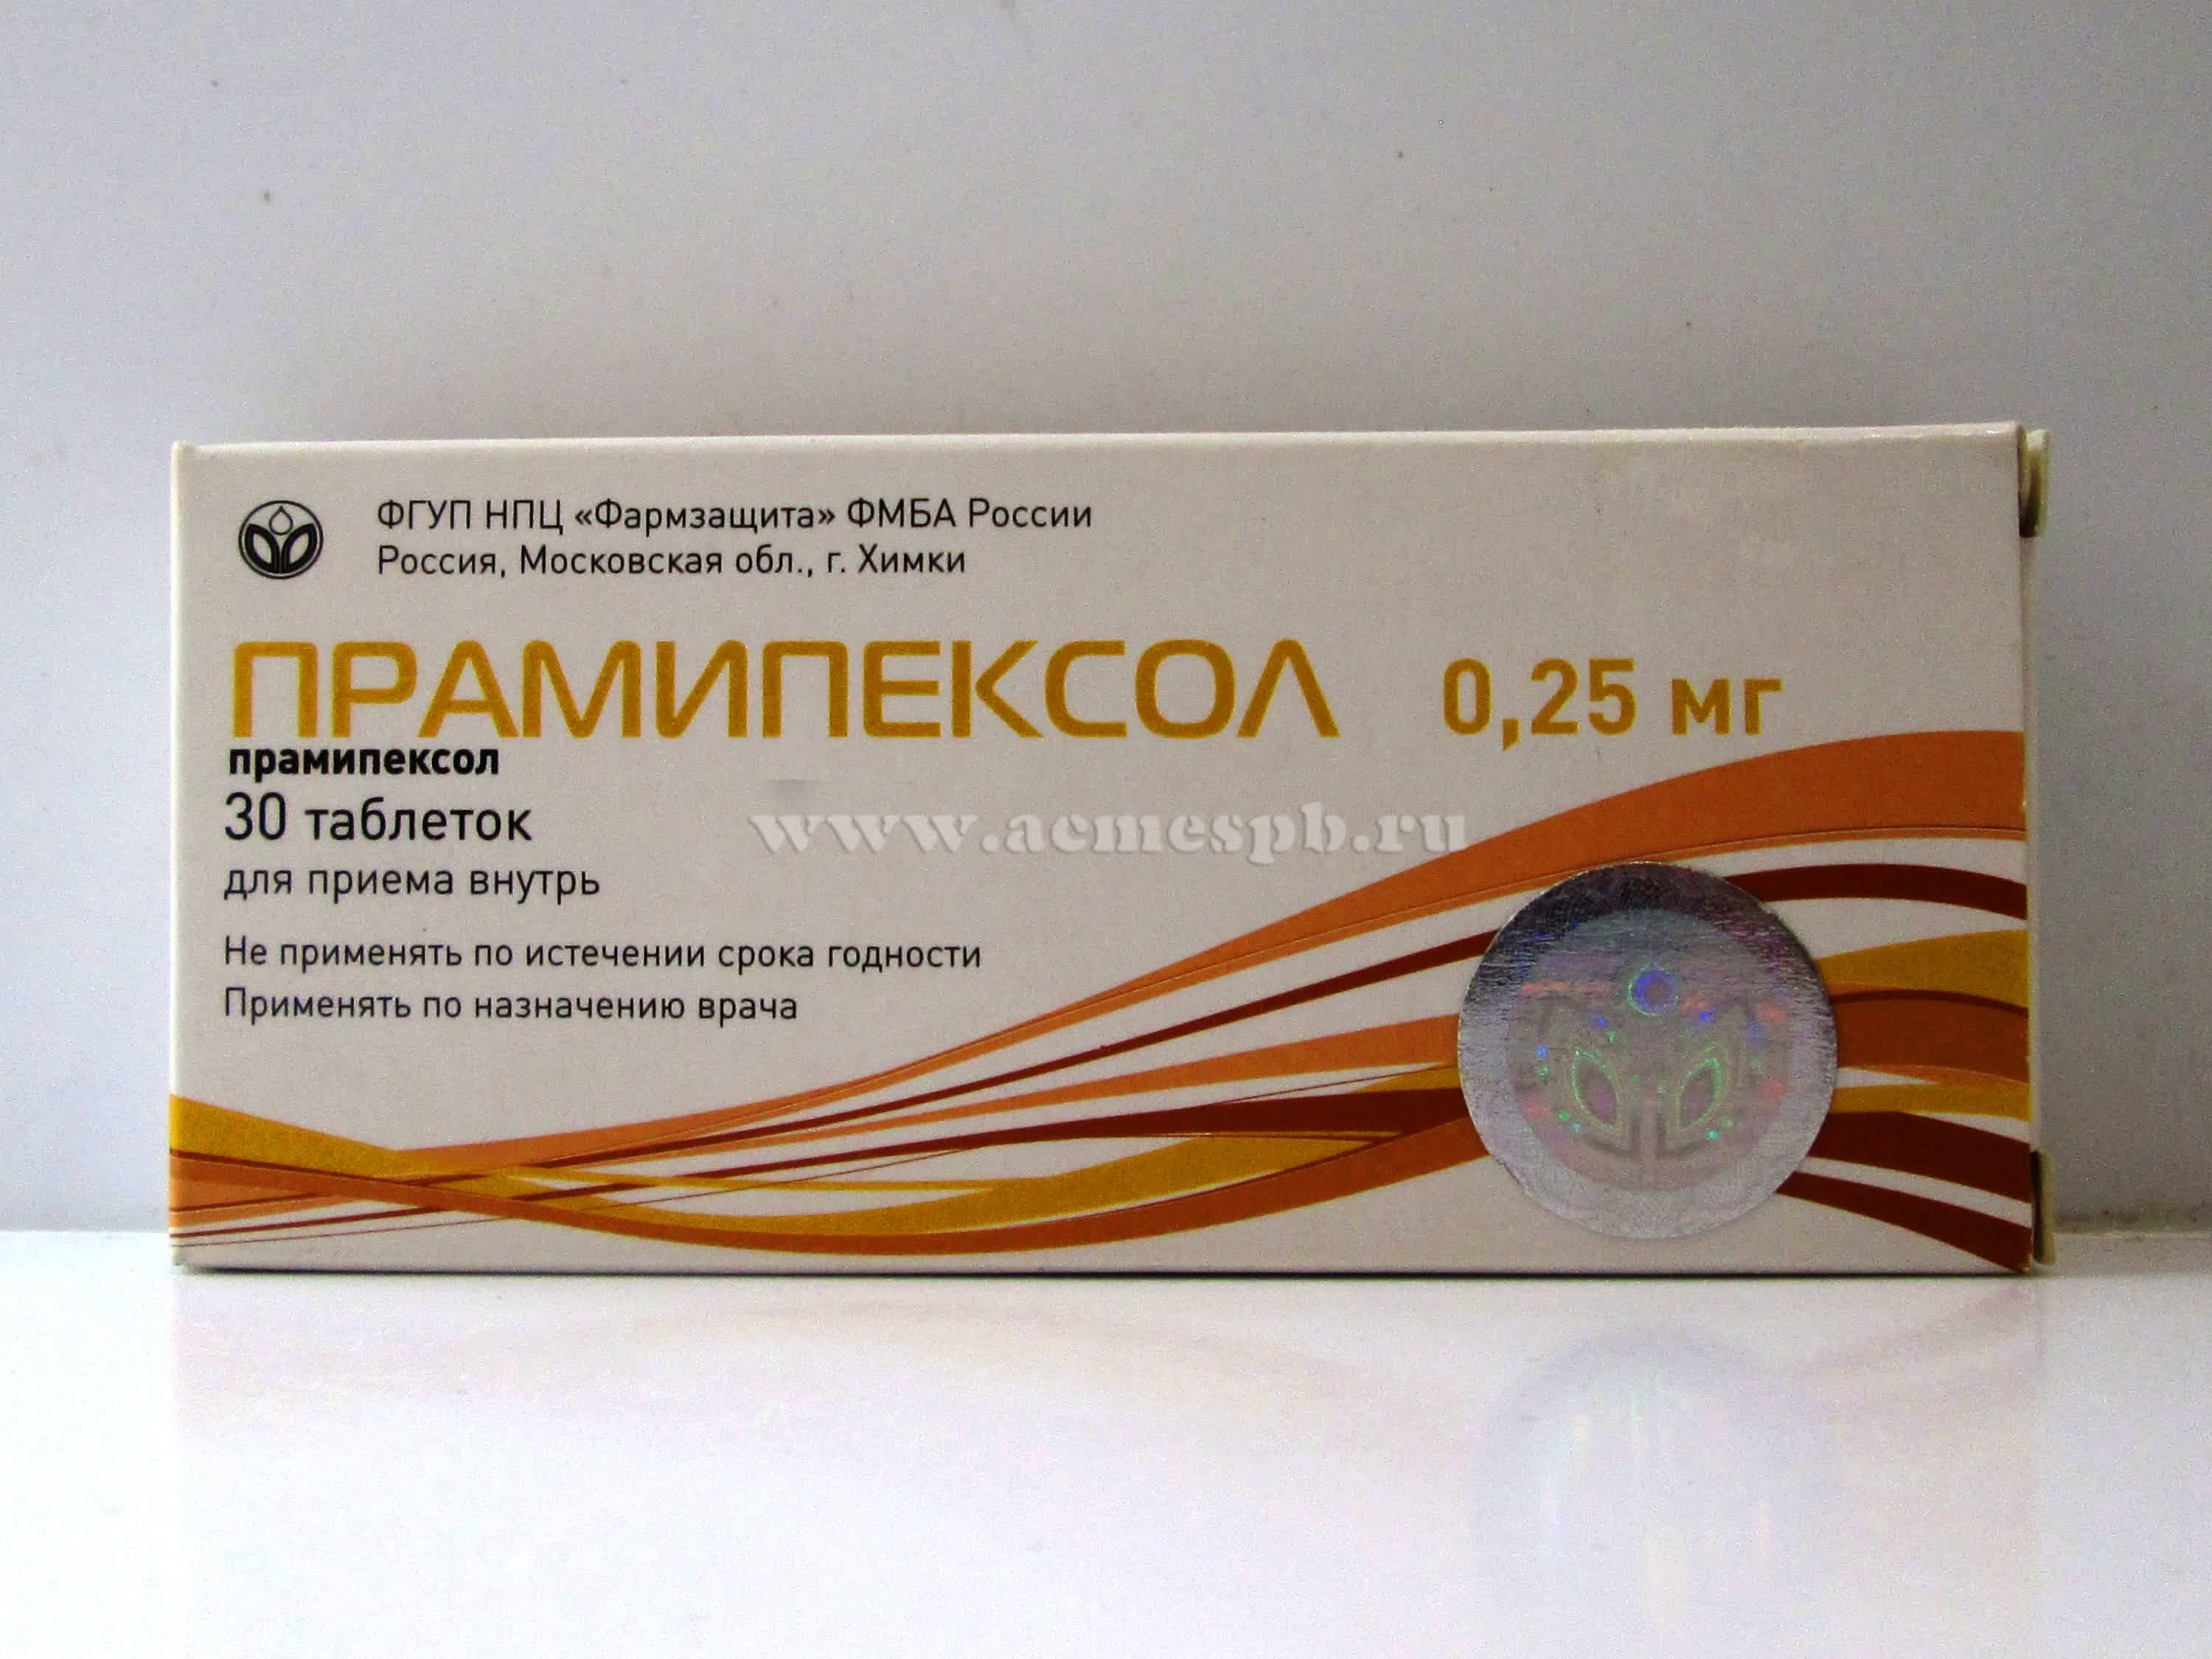 ФГУП НПЦ «Фармзащита» ФМБА России
Россия, Московская обл., г. Химки
ПРАМИПЕКСОЛ 0,25 мг
прамипексол
30 таблеток
www.acmespb.ru
для приема внутрь
Не применять по истечении срока годности
Применять по назначению врача